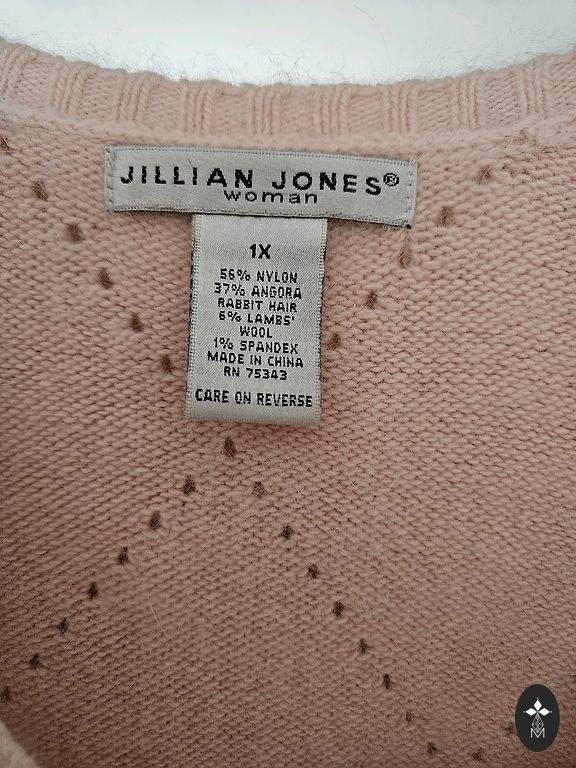 JILLIAN JONES®
woman
1X
56% NYLON
37% ANGORA
RABBIT HAIR
6% LAMBS'
WOOL
1% SPANDEX
MADE IN CHINA
RN 75343
CARE ON REVERSE
M